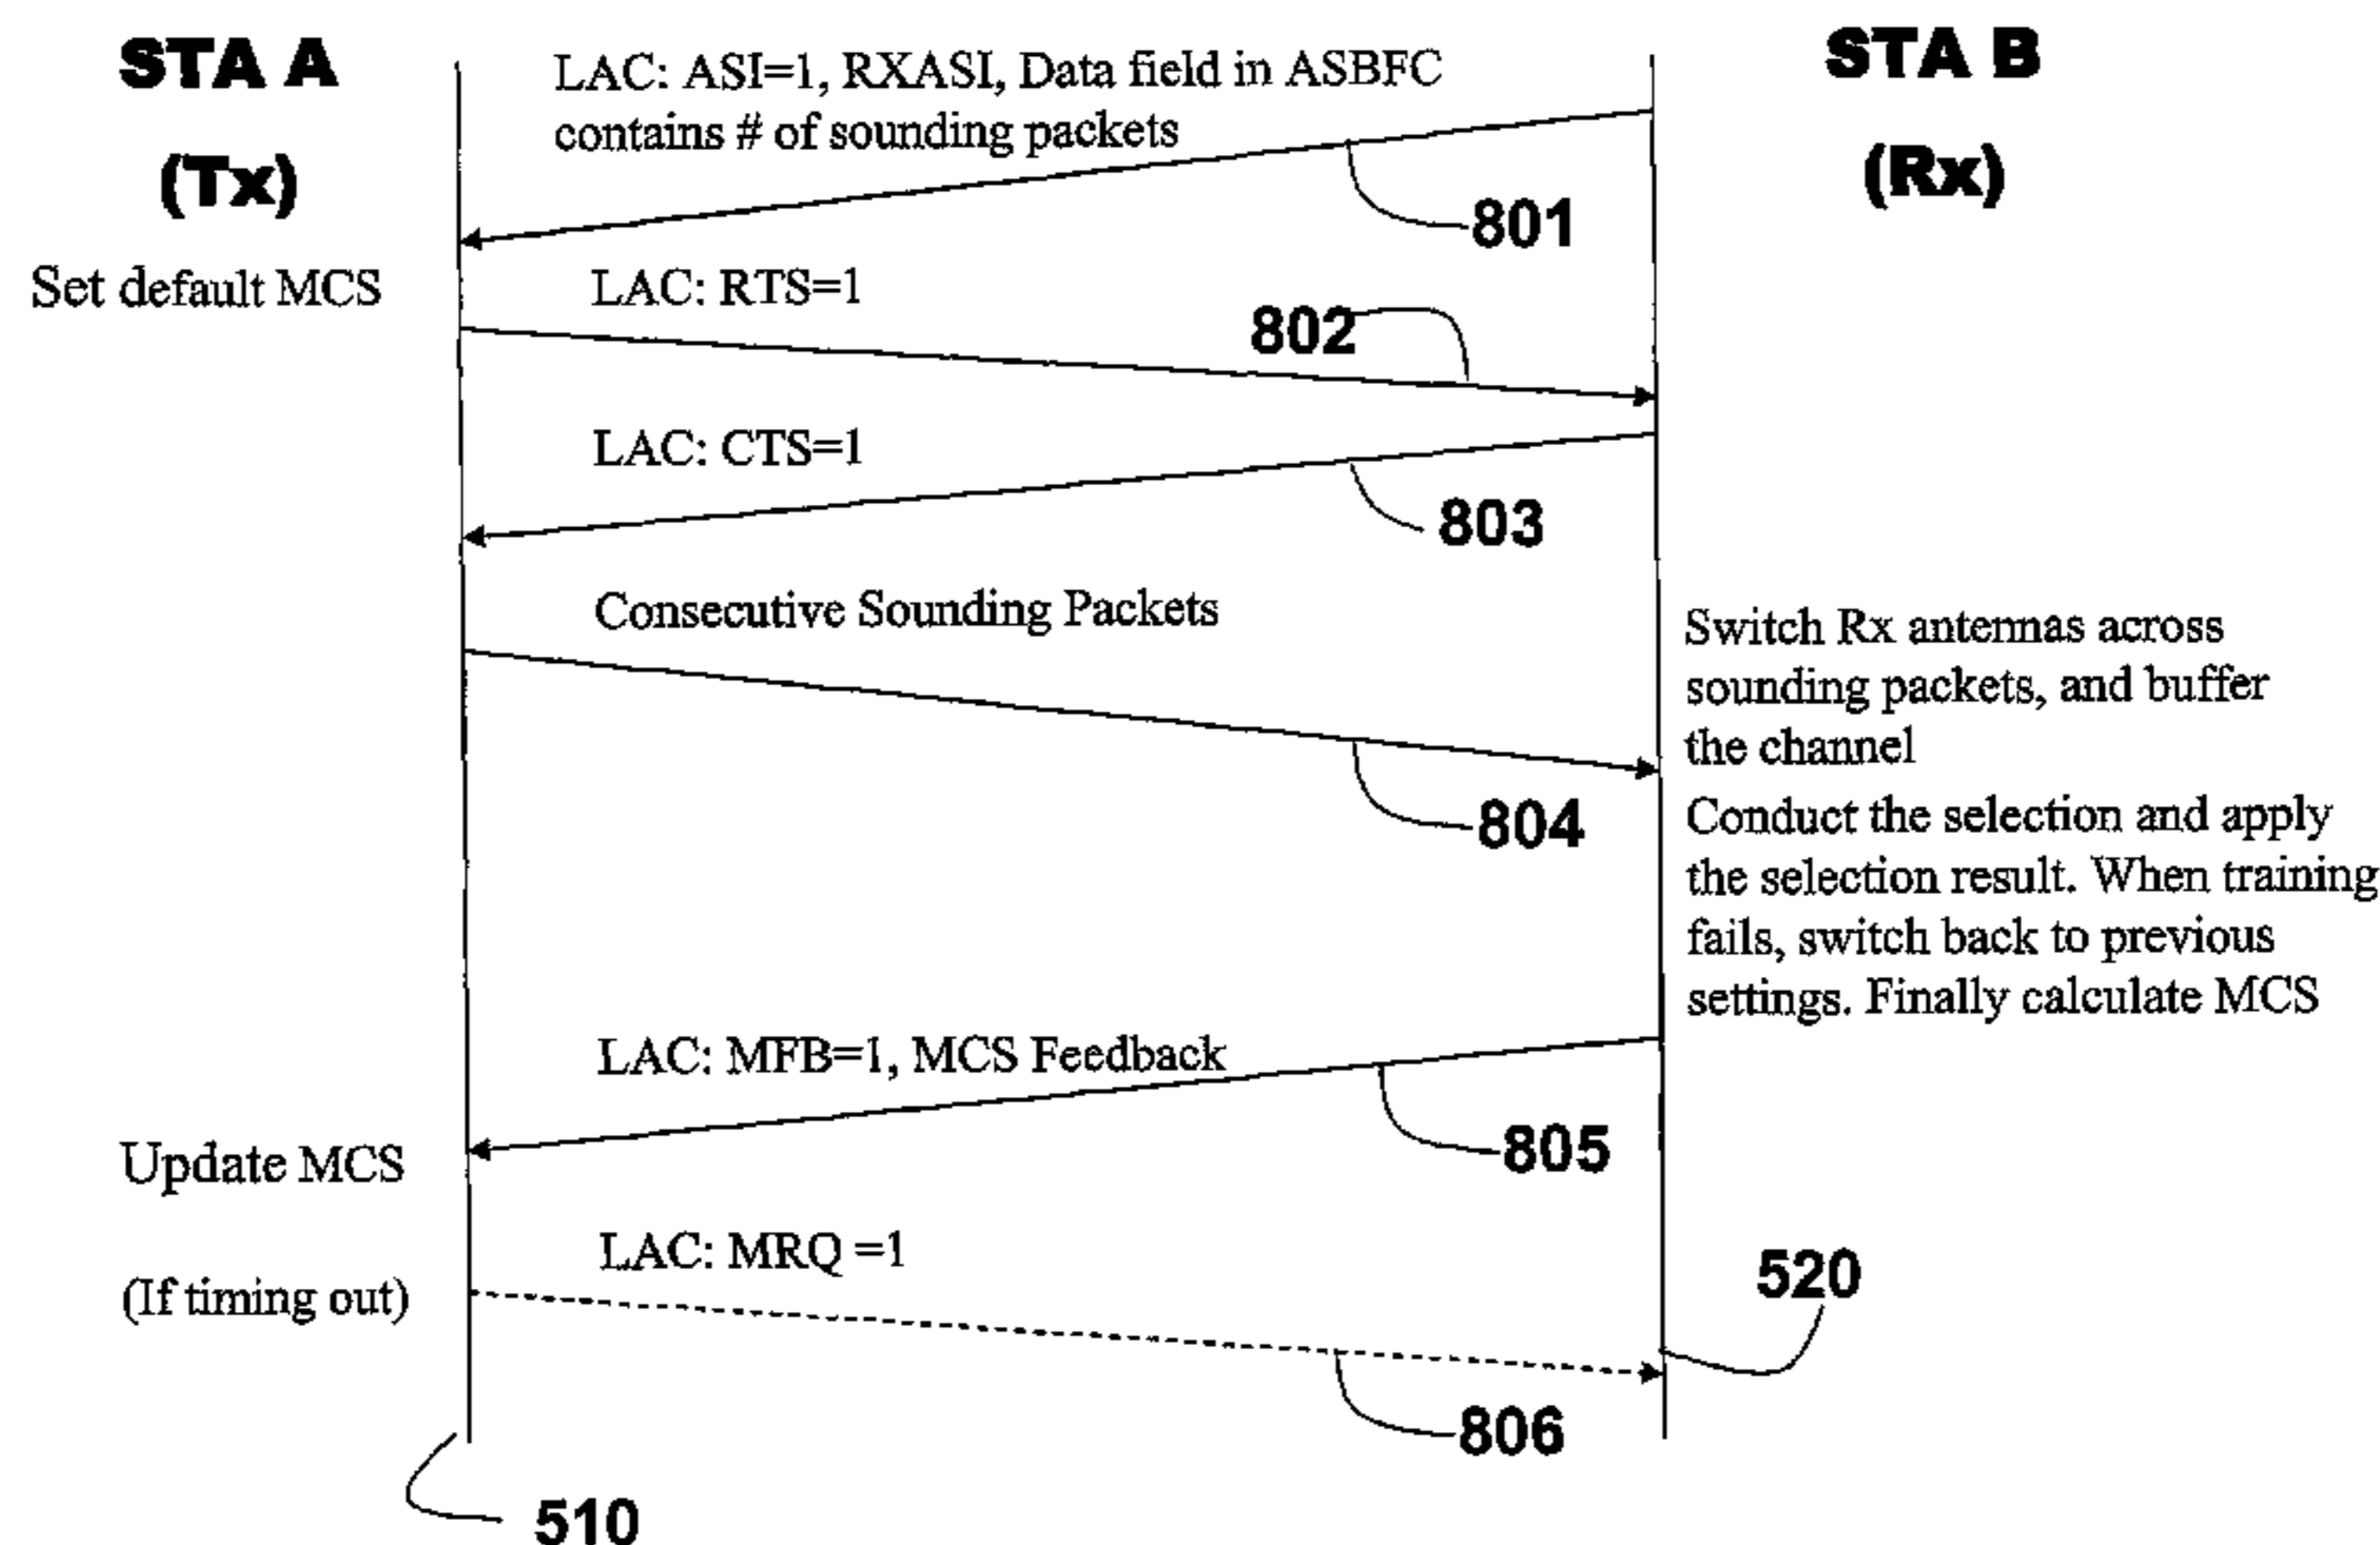 STA A
(Tx)
STA B
(Rx)
LAC: ASI=1, RXASI, Data field in ASBFC
contains # of sounding packets
801
Set default MCS
LAC: RTS=1
802
LAC: CTS=1
803
Consecutive Sounding Packets
804
Switch Rx antennas across
sounding packets, and buffer
the channel
Conduct the selection and apply
the selection result. When training
fails, switch back to previous
settings. Finally calculate MCS
LAC: MFB=1, MCS Feedback
805
Update MCS
LAC: MRQ =1
(If timing out)
806
520
510